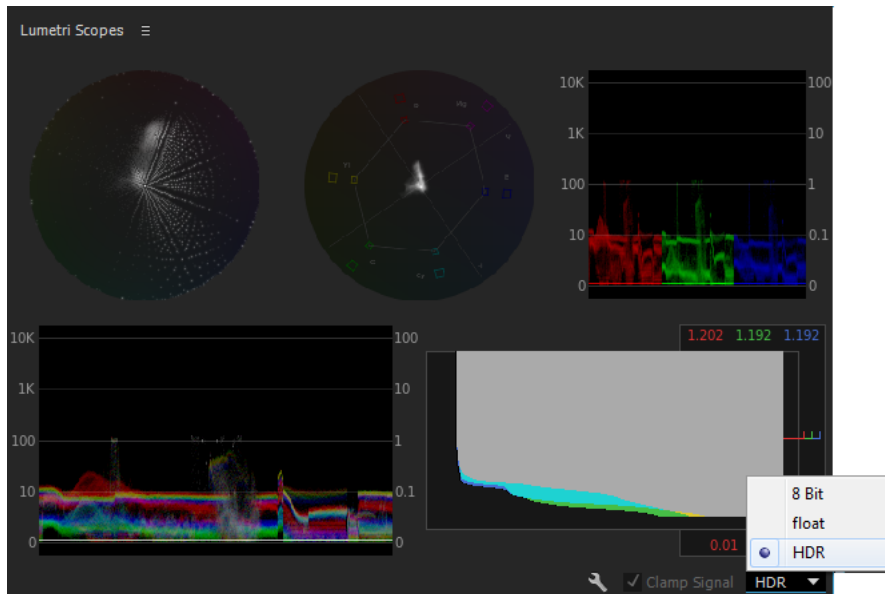 Lumetri Scopes
10K 100
1K 10
100 1
10 0.1
0 0
10K 100
1K 10
100 1
10 0.1
0 0
1.202 1.192 1.192
0.01
8 Bit
float
HDR
Clamp Signal HDR